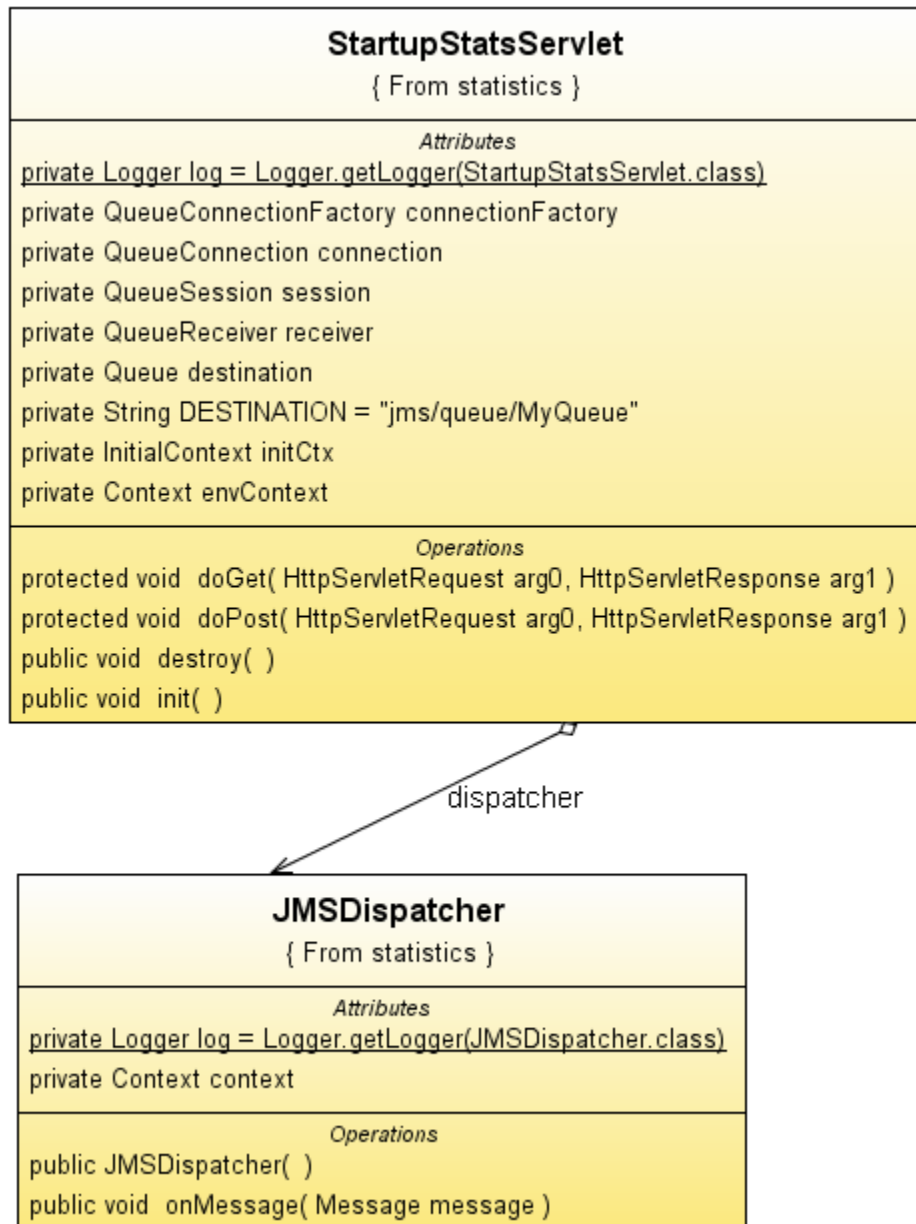 StartupStatsServlet
{ From statistics }
Attributes
private Logger log = Logger.getLogger(StartupStatsServlet.class)
private QueueConnectionFactory connectionFactory
private QueueConnection connection
private QueueSession session
private QueueReceiver receiver
private Queue destination
private String DESTINATION = "jms/queue/MyQueue"
private InitialContext initCtx
private Context envContext
Operations
protected void doGet( HttpServletRequest arg0, HttpServletResponse arg1 )
protected void doPost( HttpServletRequest arg0, HttpServletResponse arg1 )
public void destroy( )
public void init( )
dispatcher
JMSDispatcher
{ From statistics }
Attributes
private Logger log = Logger.getLogger(JMSDispatcher.class)
private Context context
Operations
public JMSDispatcher( )
public void onMessage( Message message )